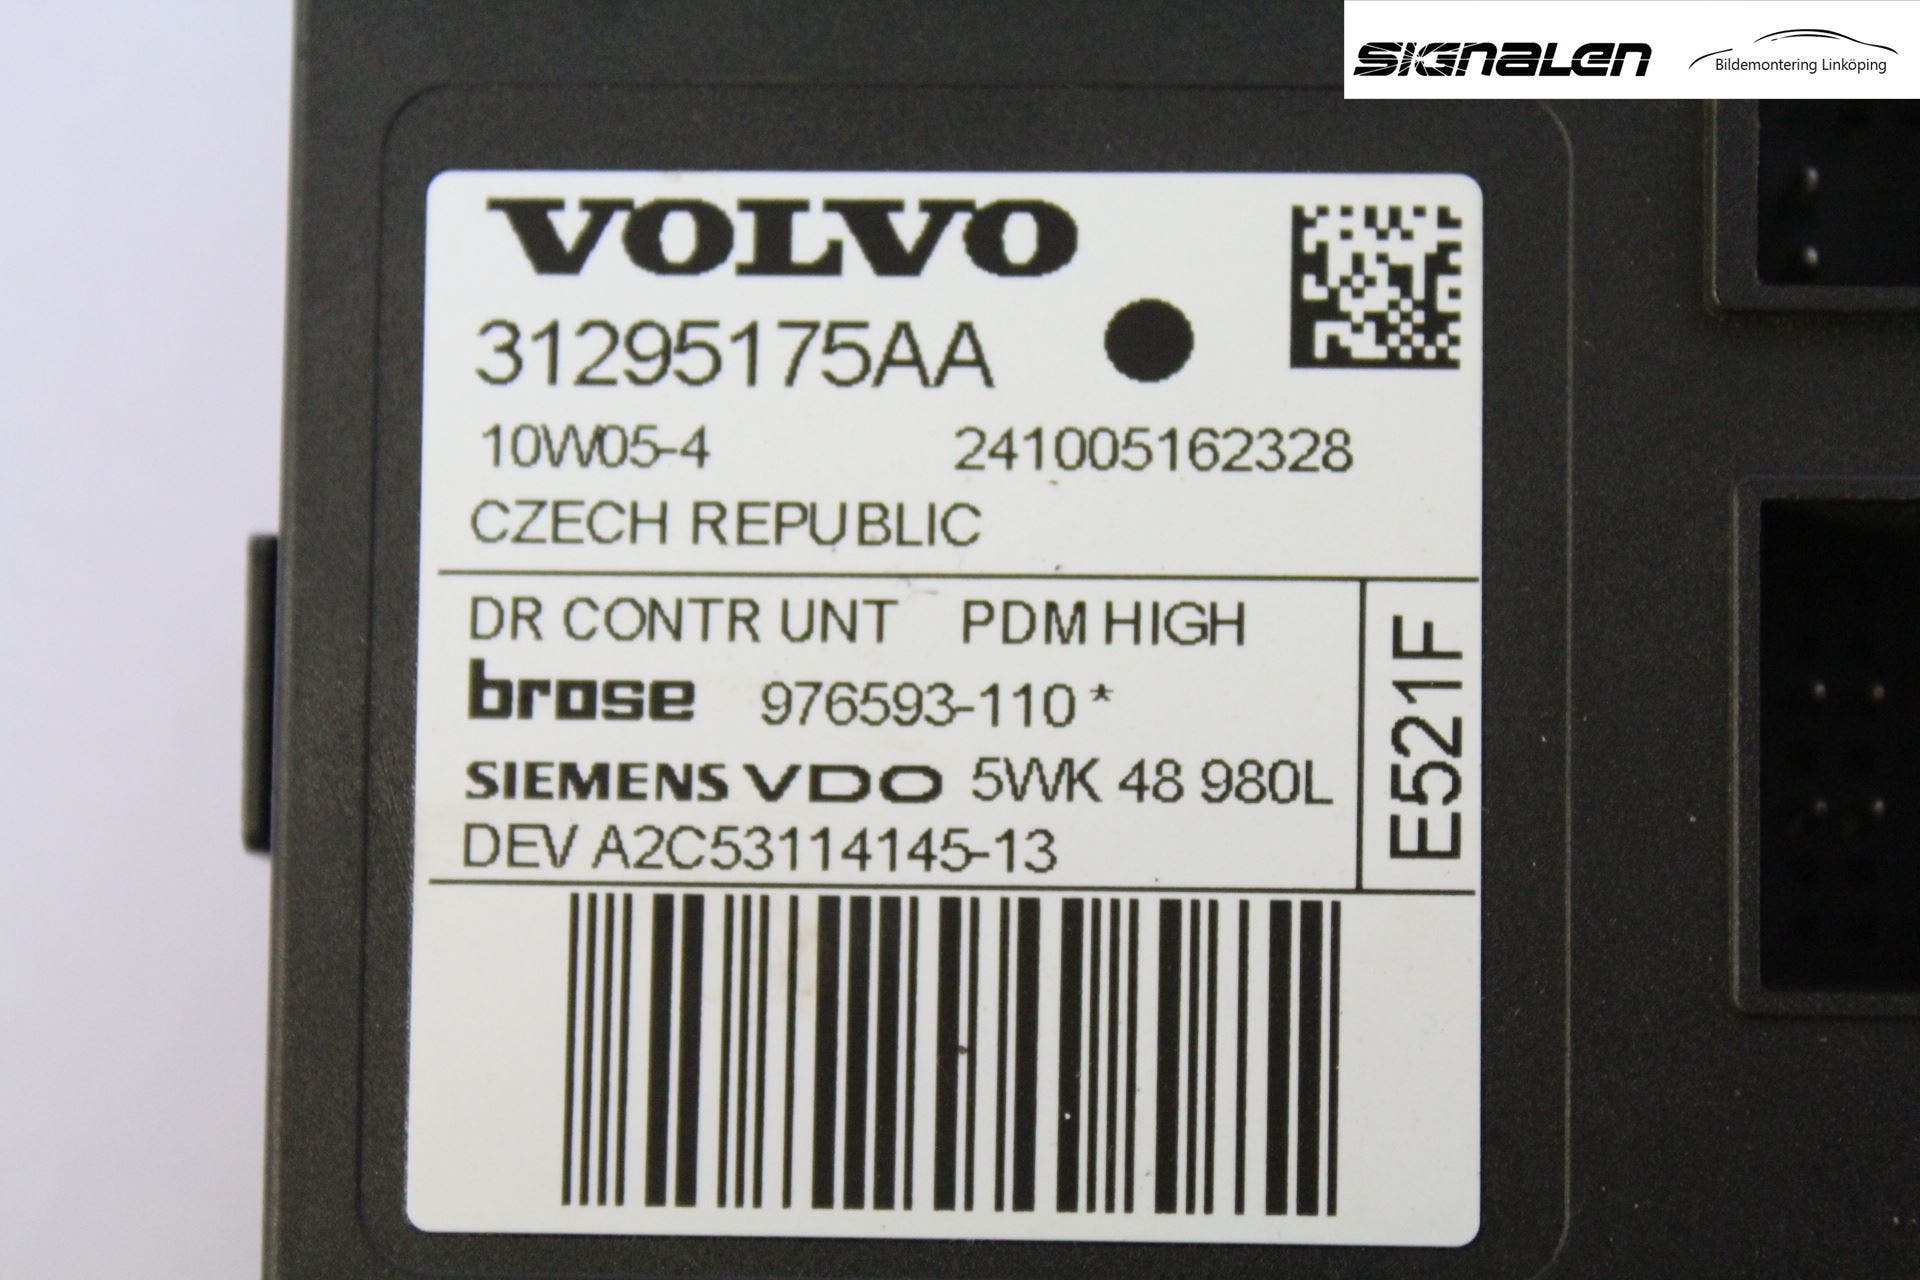 SIGNALEN
Bildemontering Linköping
VOLVO
31295175AA
10W05-4 241005162328
CZECH REPUBLIC
DR CONTR UNT PDM HIGH
brose 976593-110 *
SIEMENS VDO 5WK 48 980L
DEV A2C53114145-13
E521F